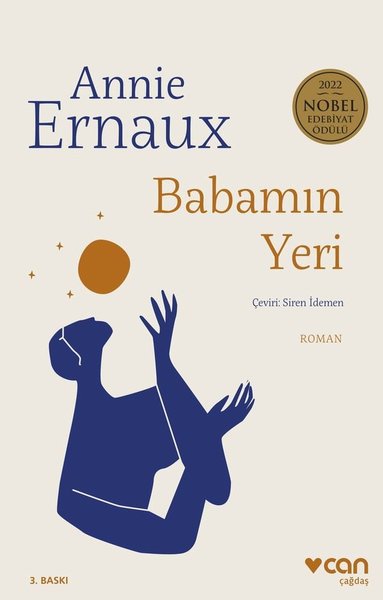 Annie
Ernaux
2022
NOBEL
EDEBİYAT
ÖDÜLÜ
Babamın
Yeri
Çeviri: Siren İdemen
ROMAN
3. BASKI
can
çağdaş